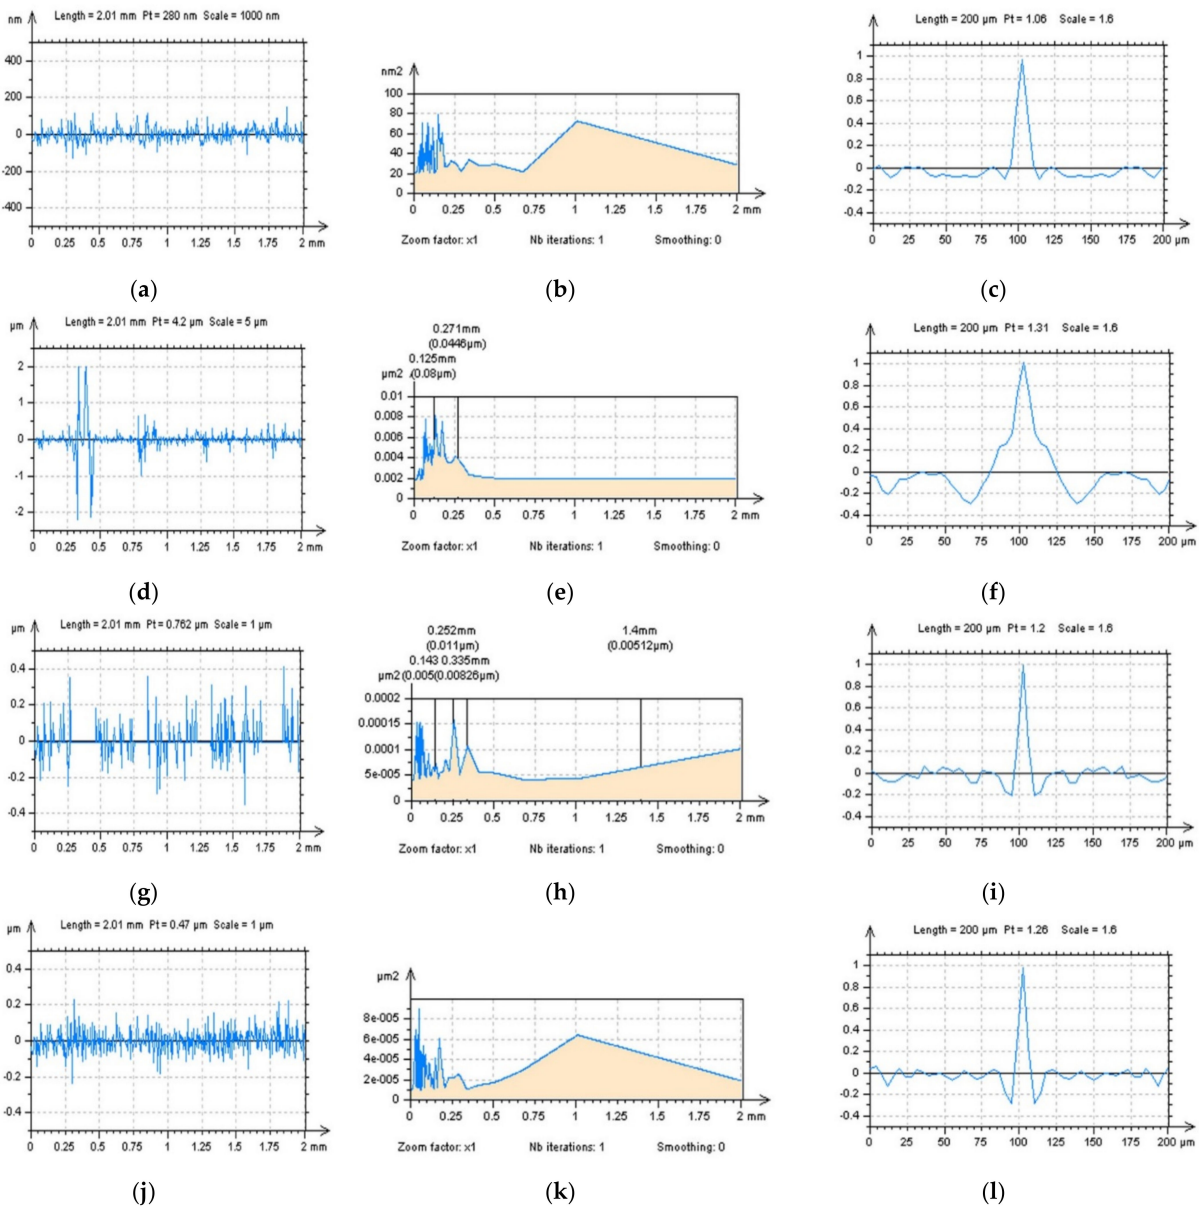 nm Length = 2.01 mm Pt = 280 nm Scale = 1000 nm
400
200
0
-200
-400
0 0.25 0.5 0.75 1 1.25 1.5 1.75 2 mm
(a)
nm2
100
80
60
40
20
0
0 0.25 0.5 0.75 1 1.25 1.5 1.75 2 mm
Zoom factor: x1 Nb iterations: 1 Smoothing: 0
(b)
Length = 200 µm Pt = 1.06 Scale = 1.6
1
0.8
0.6
0.4
0.2
0
-0.2
-0.4
0 25 50 75 100 125 150 175 200 µm
(c)
µm Length = 2.01 mm Pt = 4.2 µm Scale = 5 µm
2
1
0
-1
-2
0 0.25 0.5 0.75 1 1.25 1.5 1.75 2 mm
(d)
0.271mm
(0.0446µm)
0.125mm
µm2 (0.08µm)
0.01
0.008
0.006
0.004
0.002
0
0 0.25 0.5 0.75 1 1.25 1.5 1.75 2 mm
Zoom factor: x1 Nb iterations: 1 Smoothing: 0
(e)
Length = 200 µm Pt = 1.31 Scale = 1.6
1
0.8
0.6
0.4
0.2
0
-0.2
-0.4
0 25 50 75 100 125 150 175 200 µm
(f)
µm Length = 2.01 mm Pt = 0.762 µm Scale = 1 µm
0.4
0.2
0
-0.2
-0.4
0 0.25 0.5 0.75 1 1.25 1.5 1.75 2 mm
(g)
0.252mm 1.4mm
(0.011µm) (0.00512µm)
0.143 0.335mm
µm2 (0.005(0.00826µm)
0.0002
0.00015
0.0001
5e-005
0
0 0.25 0.5 0.75 1 1.25 1.5 1.75 2 mm
Zoom factor: x1 Nb iterations: 1 Smoothing: 0
(h)
Length = 200 µm Pt = 1.2 Scale = 1.6
1
0.8
0.6
0.4
0.2
0
-0.2
-0.4
0 25 50 75 100 125 150 175 200 µm
(i)
µm Length = 2.01 mm Pt = 0.47 µm Scale = 1 µm
0.4
0.2
0
-0.2
-0.4
0 0.25 0.5 0.75 1 1.25 1.5 1.75 2 mm
(j)
µm2
8e-005
6e-005
4e-005
2e-005
0
0 0.25 0.5 0.75 1 1.25 1.5 1.75 2 mm
Zoom factor: x1 Nb iterations: 1 Smoothing: 0
(k)
Length = 200 µm Pt = 1.26 Scale = 1.6
1
0.8
0.6
0.4
0.2
0
-0.2
-0.4
0 25 50 75 100 125 150 175 200 µm
(l)